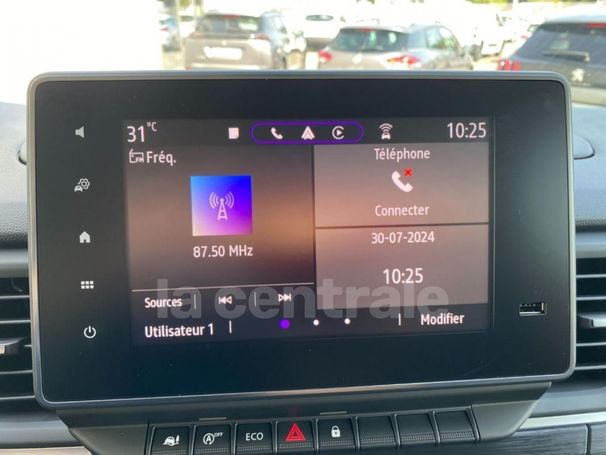 31°C
10:25
Fréq.
Téléphone
87.50 MHz
Connecter
30-07-2024
10:25
la centrale
Sources
Utilisateur 1
Modifier
OFF
ECO